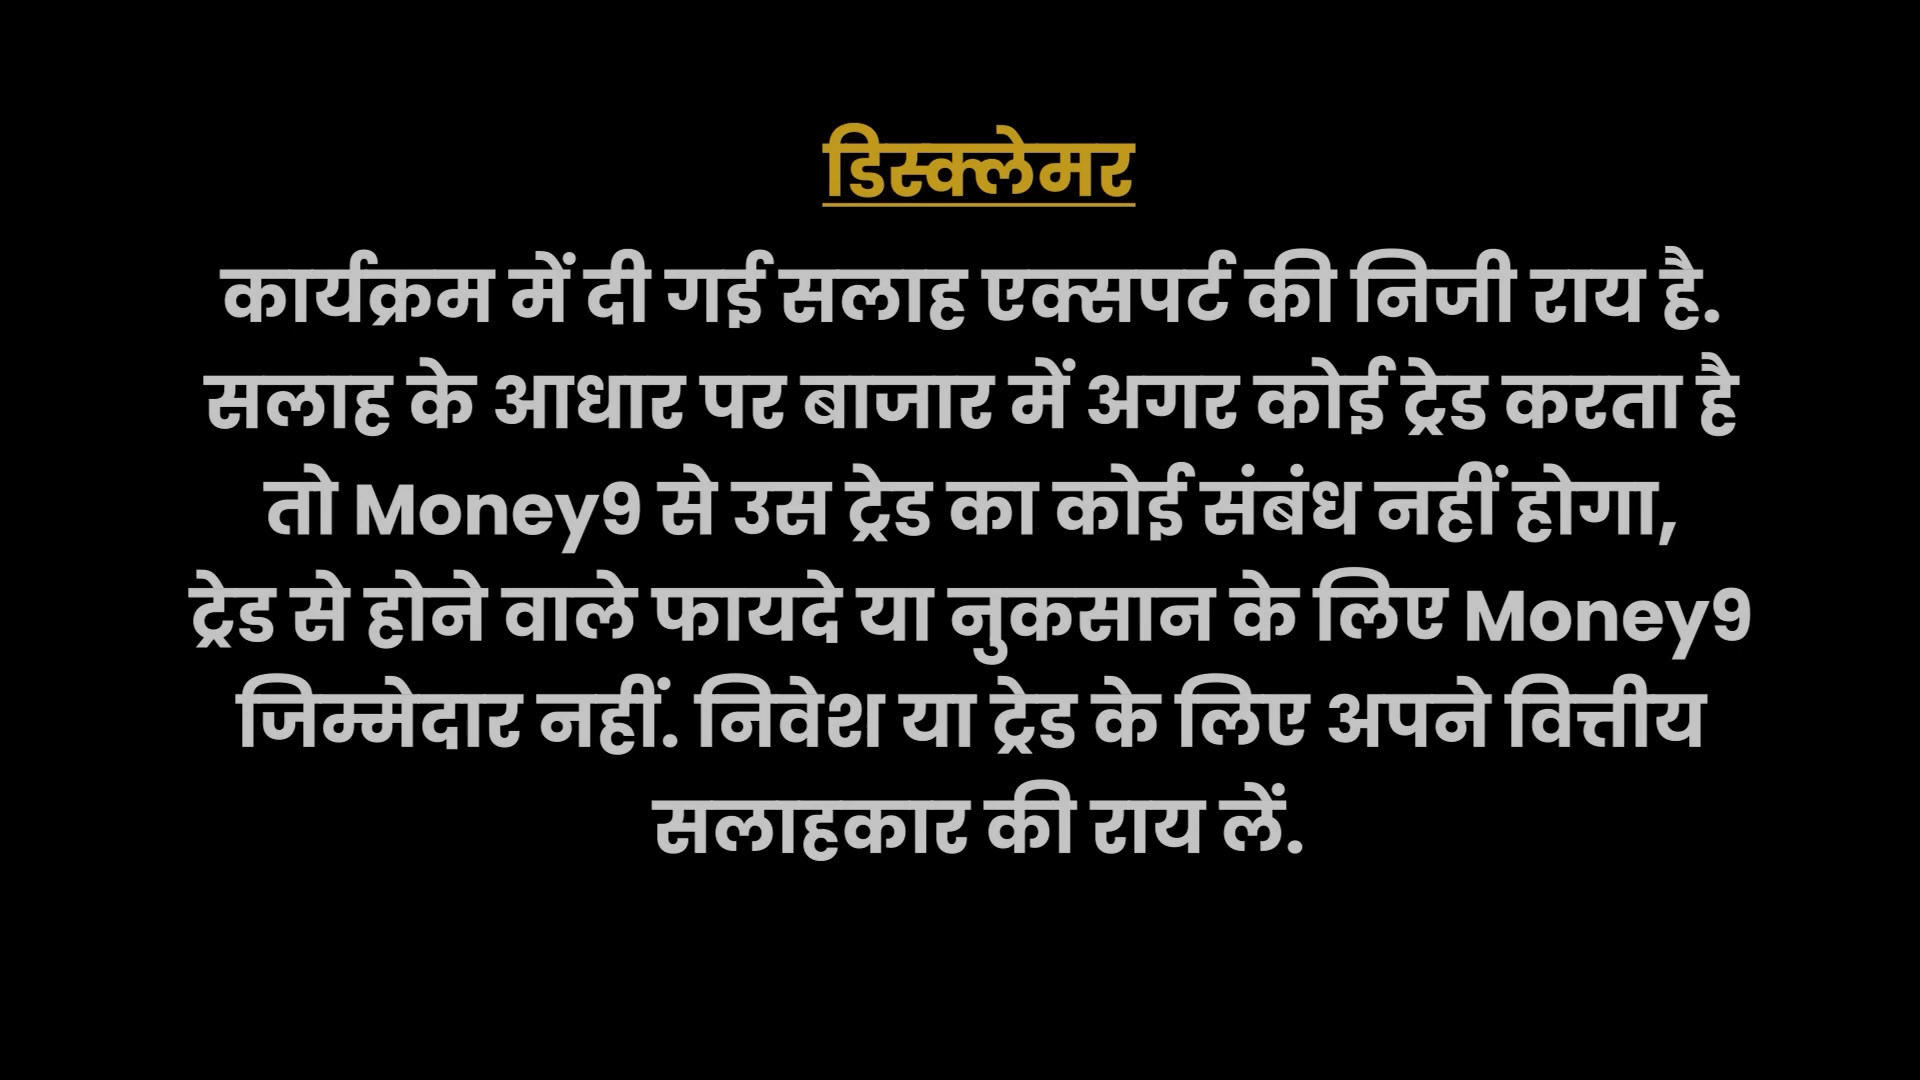 डिस्क्लेमर
कार्यक्रम में दी गई सलाह एक्सपर्ट की निजी राय है.
सलाह के आधार पर बाजार में अगर कोई ट्रेड करता है
तो Money9 से उस ट्रेड का कोई संबंध नहीं होगा,
ट्रेड से होने वाले फायदे या नुकसान के लिए Money9
जिम्मेदार नहीं. निवेश या ट्रेड के लिए अपने वित्तीय
सलाहकार की राय लें.